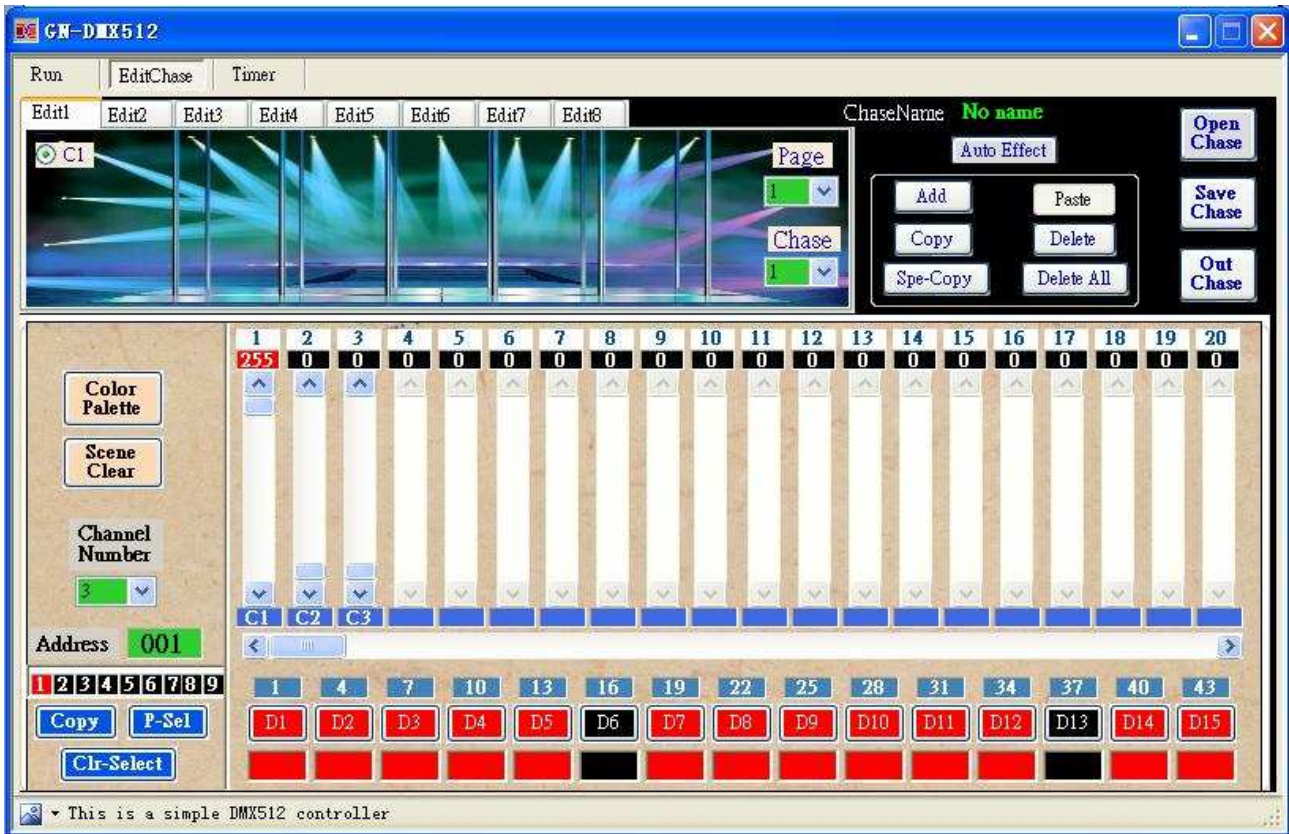 GN-DMX512
Run EditChase Timer
Edit1 Edit2 Edit3 Edit4 Edit5 Edit6 Edit7 Edit8
ChaseName No name
C1
Page
1
Chase
1
Auto Effect
Add Paste
Copy Delete
Spe-Copy Delete All
Open
Chase
Save
Chase
Out
Chase
Color
Palette
Scene
Clear
Channel
Number
3
Address 001
1 2 3 4 5 6 7 8 9
Copy P-Sel
Clr-Select
1 2 3 4 5 6 7 8 9 10 11 12 13 14 15 16 17 18 19 20
255 0 0 0 0 0 0 0 0 0 0 0 0 0 0 0 0 0 0 0
C1 C2 C3
1 4 7 10 13 16 19 22 25 28 31 34 37 40 43
D1 D2 D3 D4 D5 D6 D7 D8 D9 D10 D11 D12 D13 D14 D15
This is a simple DMX512 controller